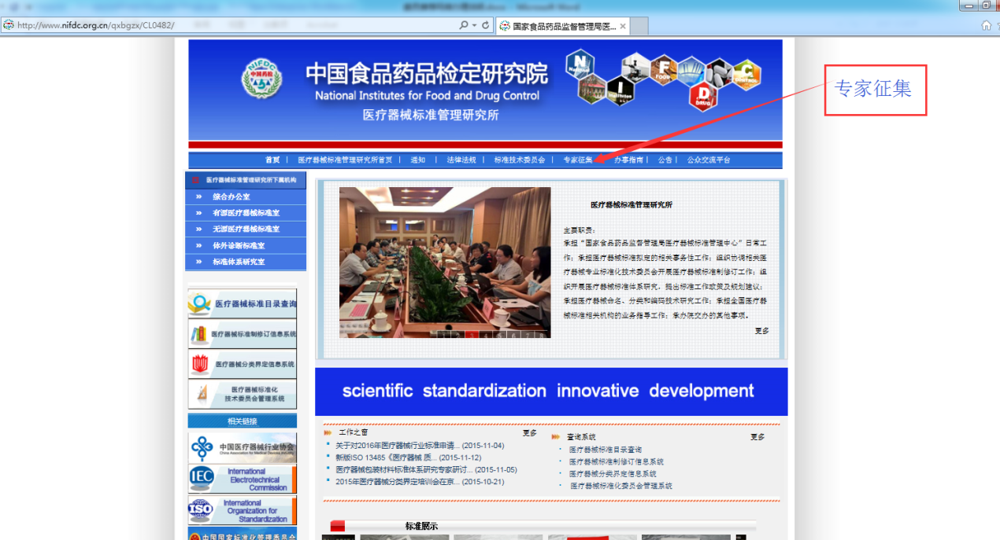 http://www.nifdc.org.cn/qxbgzx/CL0482/
国家食品药品监督管理局医...
NIFDC
中国药检
中国食品药品检定研究院
National Institutes for Food and Drug Control
医疗器械标准管理研究所
N
National
I
Institutes
F
FOOD
D
DRUG
C
CONTROL
专家征集
首页 | 医疗器械标准管理研究所首页 | 通知 | 法律法规 | 标准技术委员会 | 专家征集 办事指南 | 公告 | 公众交流平台
医疗器械标准管理研究所下属机构
综合办公室
有源医疗器械标准室
无源医疗器械标准室
体外诊断标准室
标准体系研究室
医疗器械标准目录查询
医疗器械标准制修订信息系统
医疗器械分类界定信息系统
医疗器械标准化
技术委员会管理系统
相关链接
中国医疗器械行业协会
China Association for Medical Devices Industry
IEC
International
Electrotechnical
Commission
ISO
International
Organization for
Standardization
中国国家标准化管理委员会
1 2 3 4 5 6 7 8
医疗器械标准管理研究所
主要职责:
承担“国家食品药品监督管理局医疗器械标准管理中心”日常工
作; 承担医疗器械标准拟定的相关事务性工作; 组织协调相关医
疗器械专业标准化技术委员会开展医疗器械标准制修订工作; 组
织开展医疗器械标准体系研究, 提出标准工作政策及规划建议;
承担医疗器械命名、分类和编码技术研究工作; 承担全国医疗器
械标准相关机构的业务指导工作; 承办院交办的其他事项。
更多
scientific standardization innovative development
工作之窗
更多
关于对2016年医疗器械行业标准申请... (2015-11-04)
新版ISO 13485《医疗器械 质... (2015-11-12)
医疗器械包装材料标准体系研究专家研讨... (2015-11-05)
2015年医疗器械分类界定培训会在京... (2015-10-21)
查询系统
更多
医疗器械标准目录查询
医疗器械标准制修订信息系统
医疗器械分类界定信息系统
医疗器械标准化委员会管理系统
标准展示